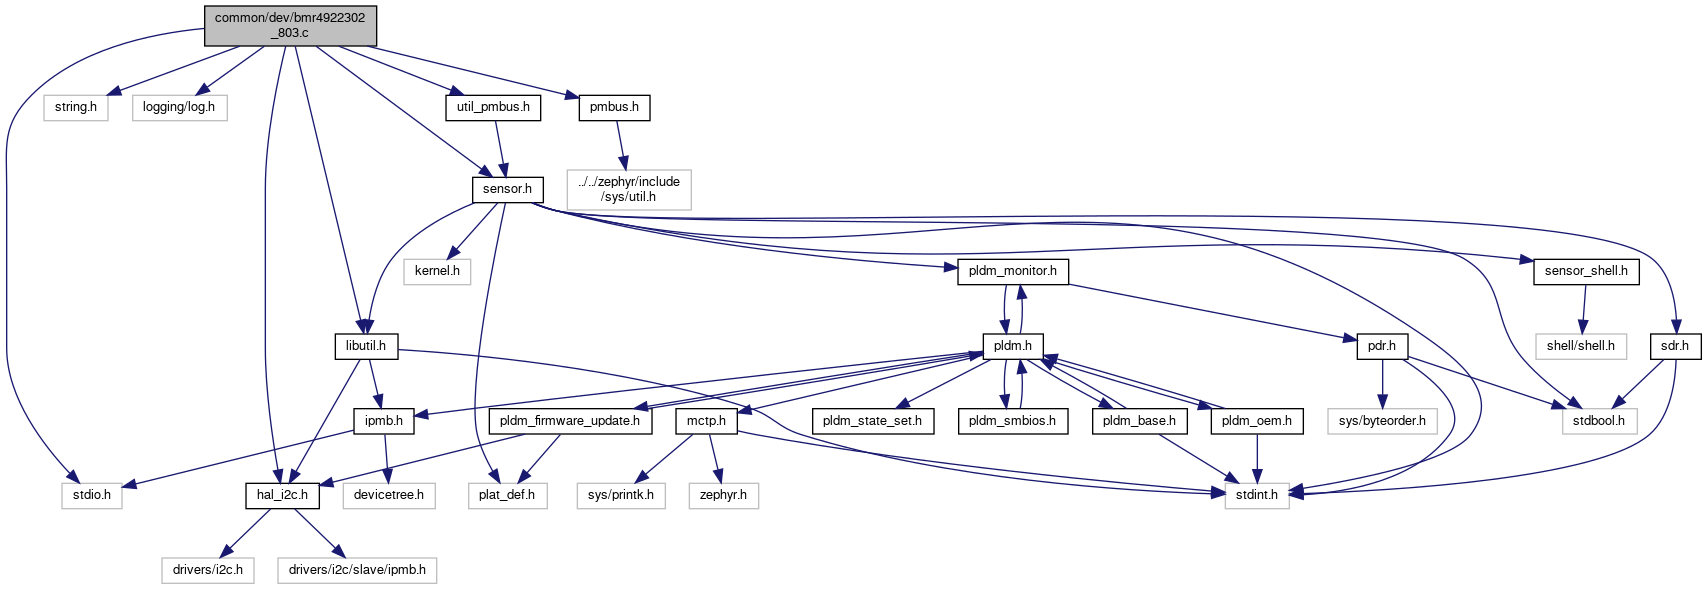 common/dev/bmr4922302
_803.c
string.h
logging/log.h
util_pmbus.h
pmbus.h
../../zephyr/include
/sys/util.h
sensor.h
kernel.h
pldm_monitor.h
sensor_shell.h
libutil.h
pldm.h
pdr.h
shell/shell.h
sdr.h
ipmb.h
pldm_firmware_update.h
mctp.h
pldm_state_set.h
pldm_smbios.h
pldm_base.h
pldm_oem.h
sys/byteorder.h
stdbool.h
stdio.h
hal_i2c.h
devicetree.h
plat_def.h
sys/printk.h
zephyr.h
stdint.h
drivers/i2c.h
drivers/i2c/slave/ipmb.h